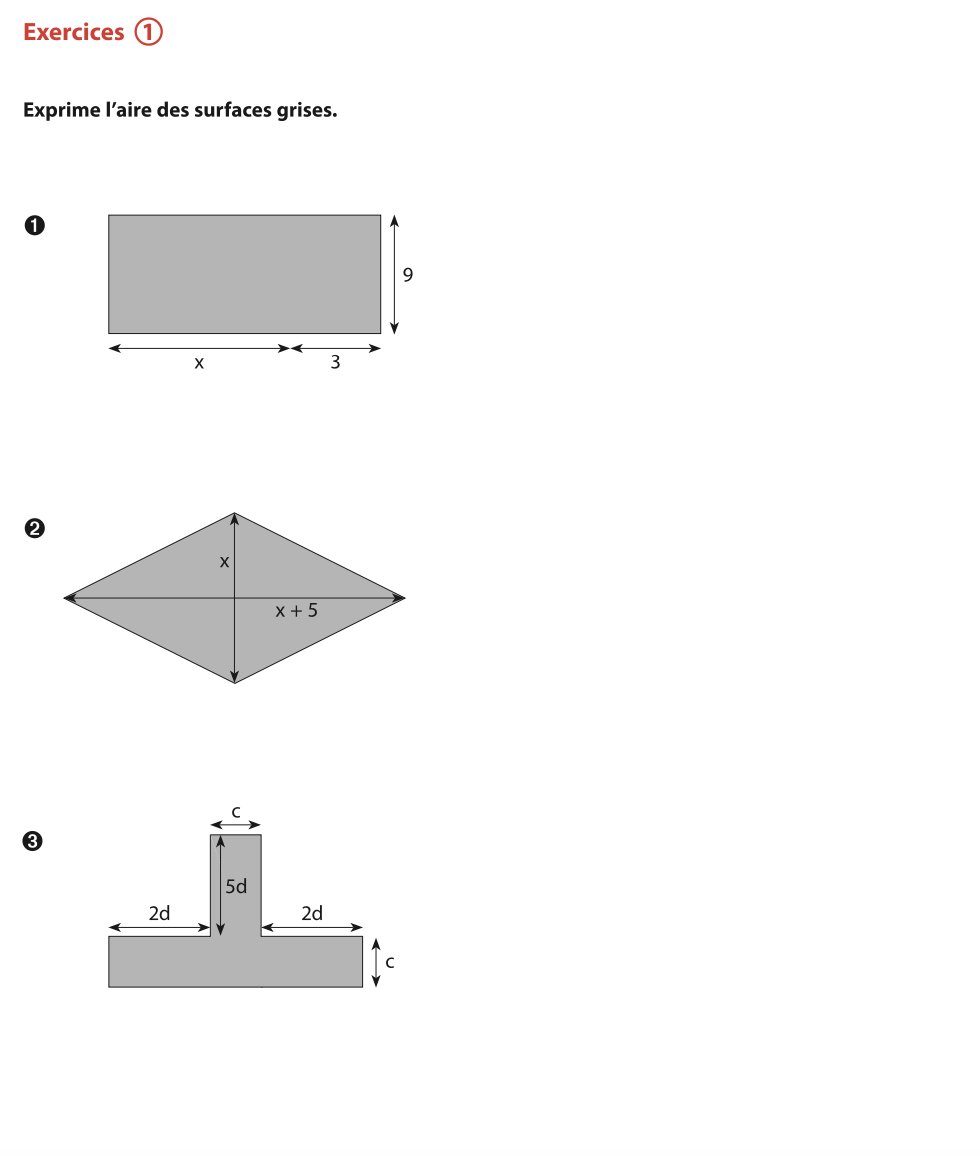 Exercices ①
Exprime l’aire des surfaces grises.
❶
9
x 3
❷
x
x + 5
❸
c
5d
2d 2d
c